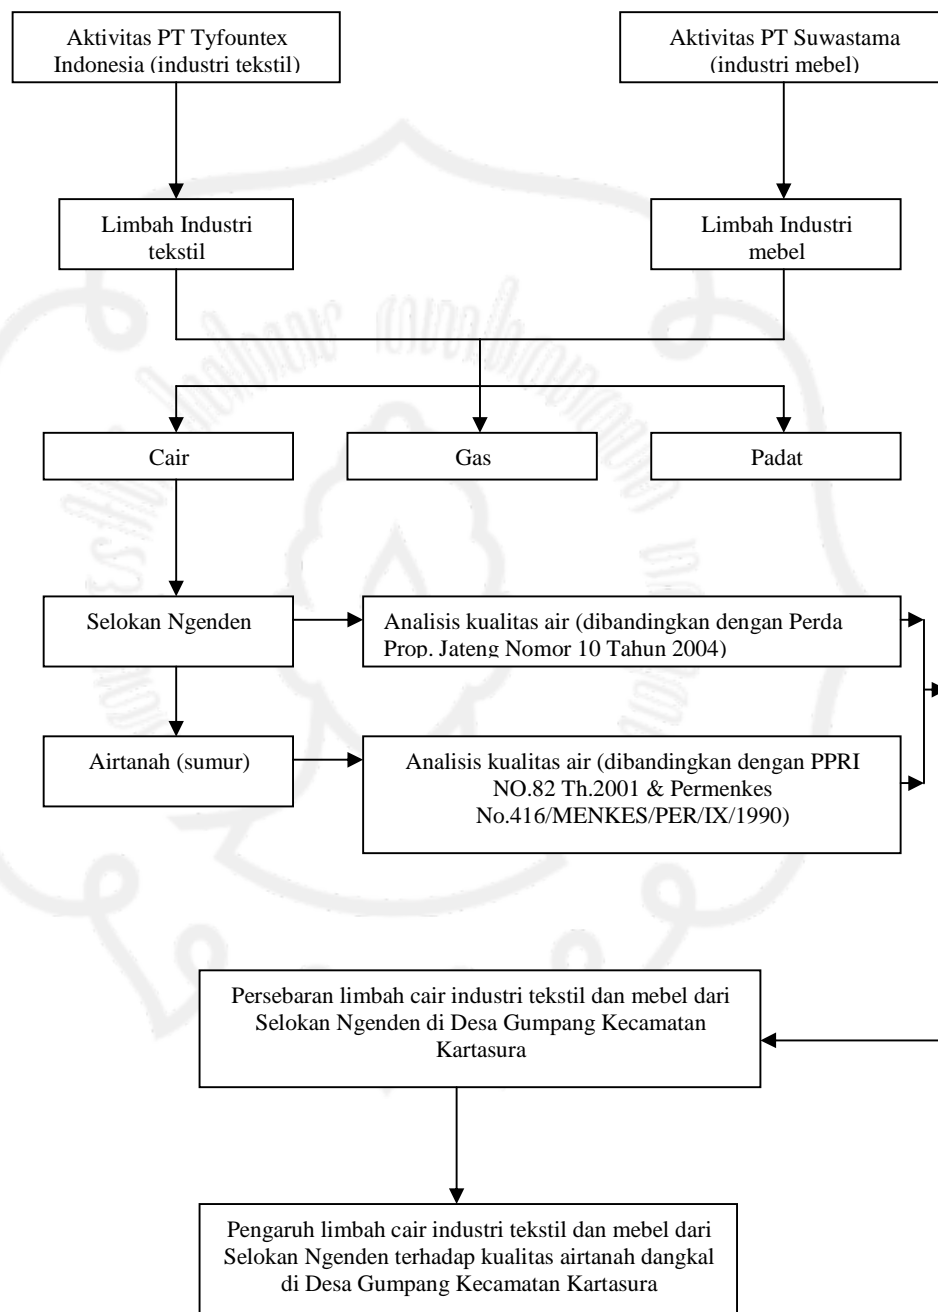 Aktivitas PT Tyfountex
Indonesia (industri tekstil)
Aktivitas PT Suwastama
(industri mebel)
Limbah Industri
tekstil
Limbah Industri
mebel
Cair
Gas
Padat
Selokan Ngenden
Analisis kualitas air (dibandingkan dengan Perda
Prop. Jateng Nomor 10 Tahun 2004)
Airtanah (sumur)
Analisis kualitas air (dibandingkan dengan PPRI
NO.82 Th.2001 & Permenkes
No.416/MENKES/PER/IX/1990)
Persebaran limbah cair industri tekstil dan mebel dari
Selokan Ngenden di Desa Gumpang Kecamatan
Kartasura
Pengaruh limbah cair industri tekstil dan mebel dari
Selokan Ngenden terhadap kualitas airtanah dangkal
di Desa Gumpang Kecamatan Kartasura